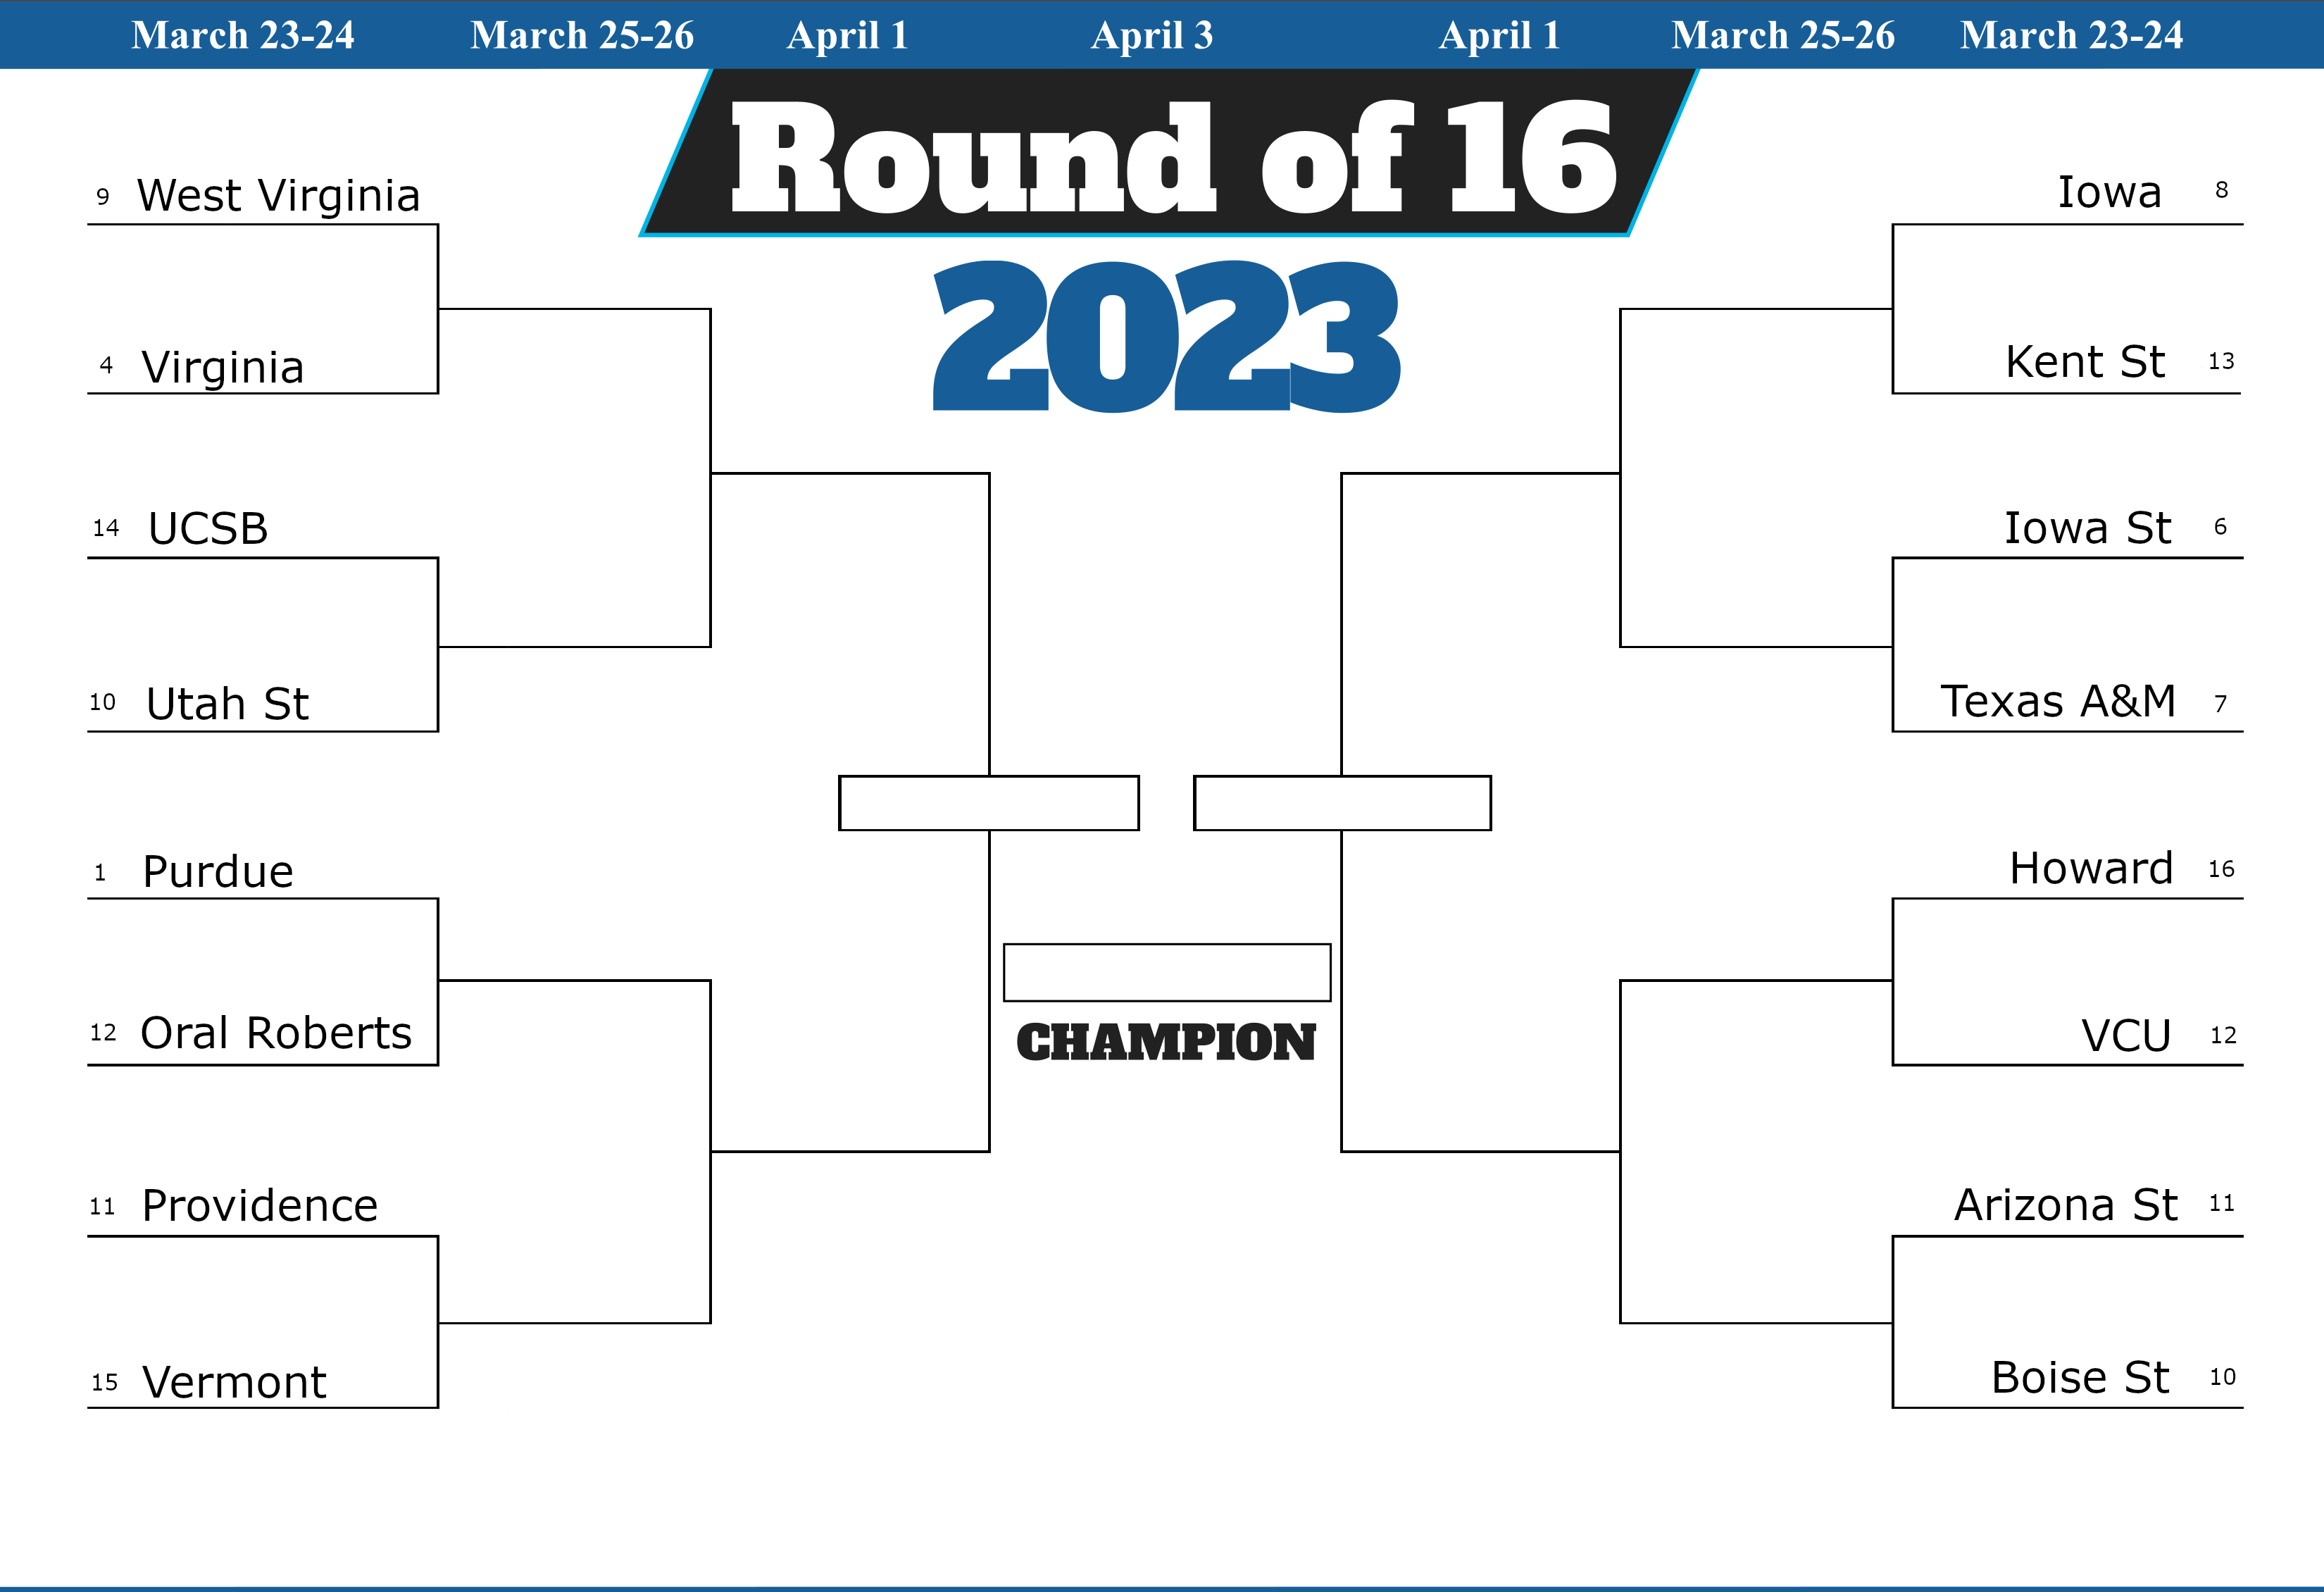 March 23-24 March 25-26 April 1 April 3 April 1 March 25-26 March 23-24
Round of 16
2023
9 West Virginia
4 Virginia
14 UCSB
10 Utah St
1 Purdue
12 Oral Roberts
11 Providence
15 Vermont
CHAMPION
Iowa 8
Kent St 13
Iowa St 6
Texas A&M 7
Howard 16
VCU 12
Arizona St 11
Boise St 10